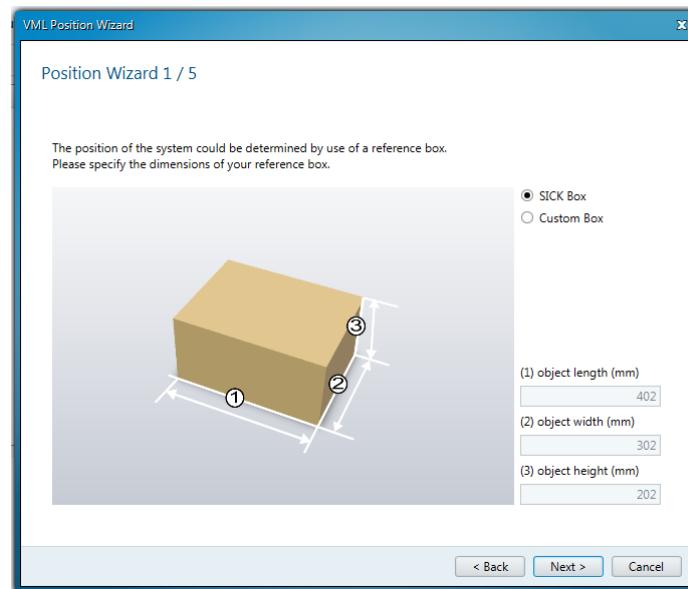 VML Position Wizard
Position Wizard 1 / 5
The position of the system could be determined by use of a reference box.
Please specify the dimensions of your reference box.
SICK Box
Custom Box
1
2
3
(1) object length (mm)
402
(2) object width (mm)
302
(3) object height (mm)
202
< Back
Next >
Cancel